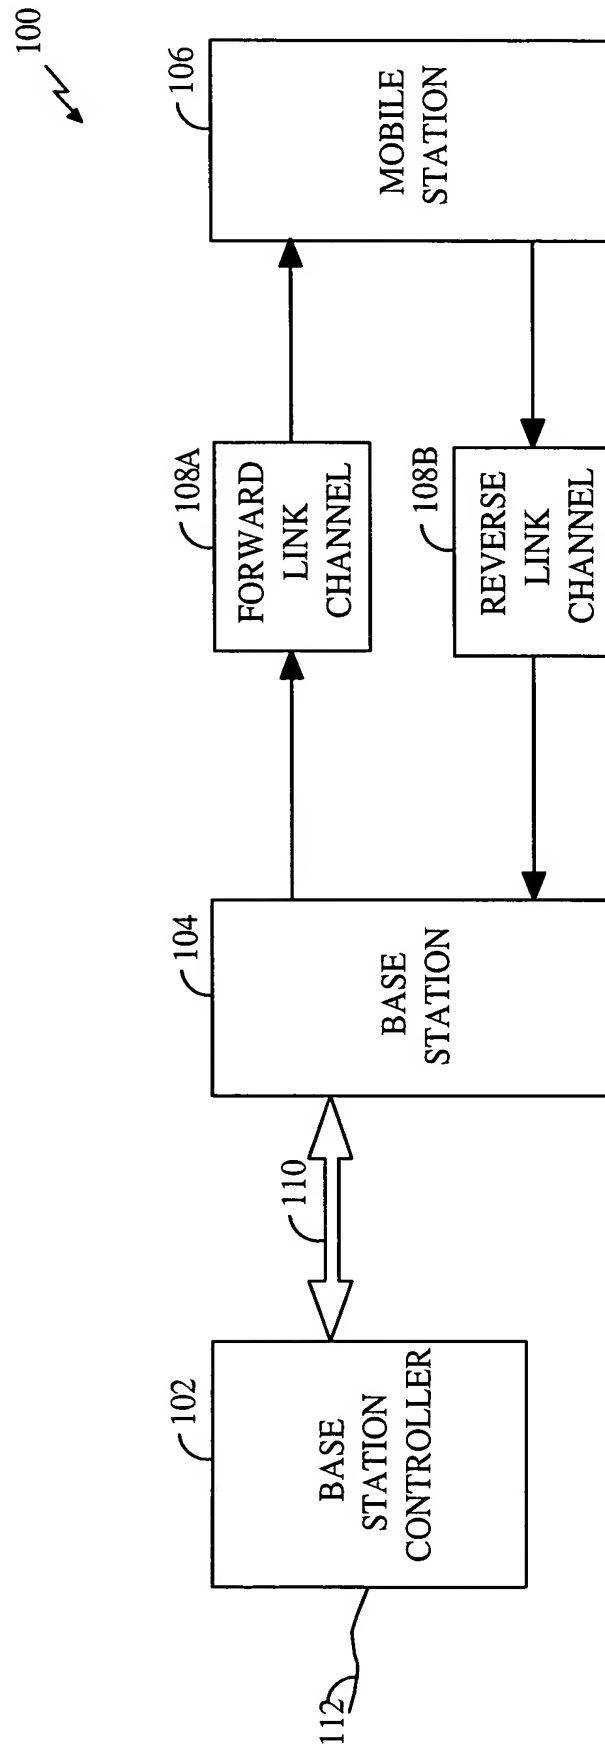 100
112
102
BASE
STATION
CONTROLLER
110
104
BASE
STATION
108A
FORWARD
LINK
CHANNEL
108B
REVERSE
LINK
CHANNEL
106
MOBILE
STATION